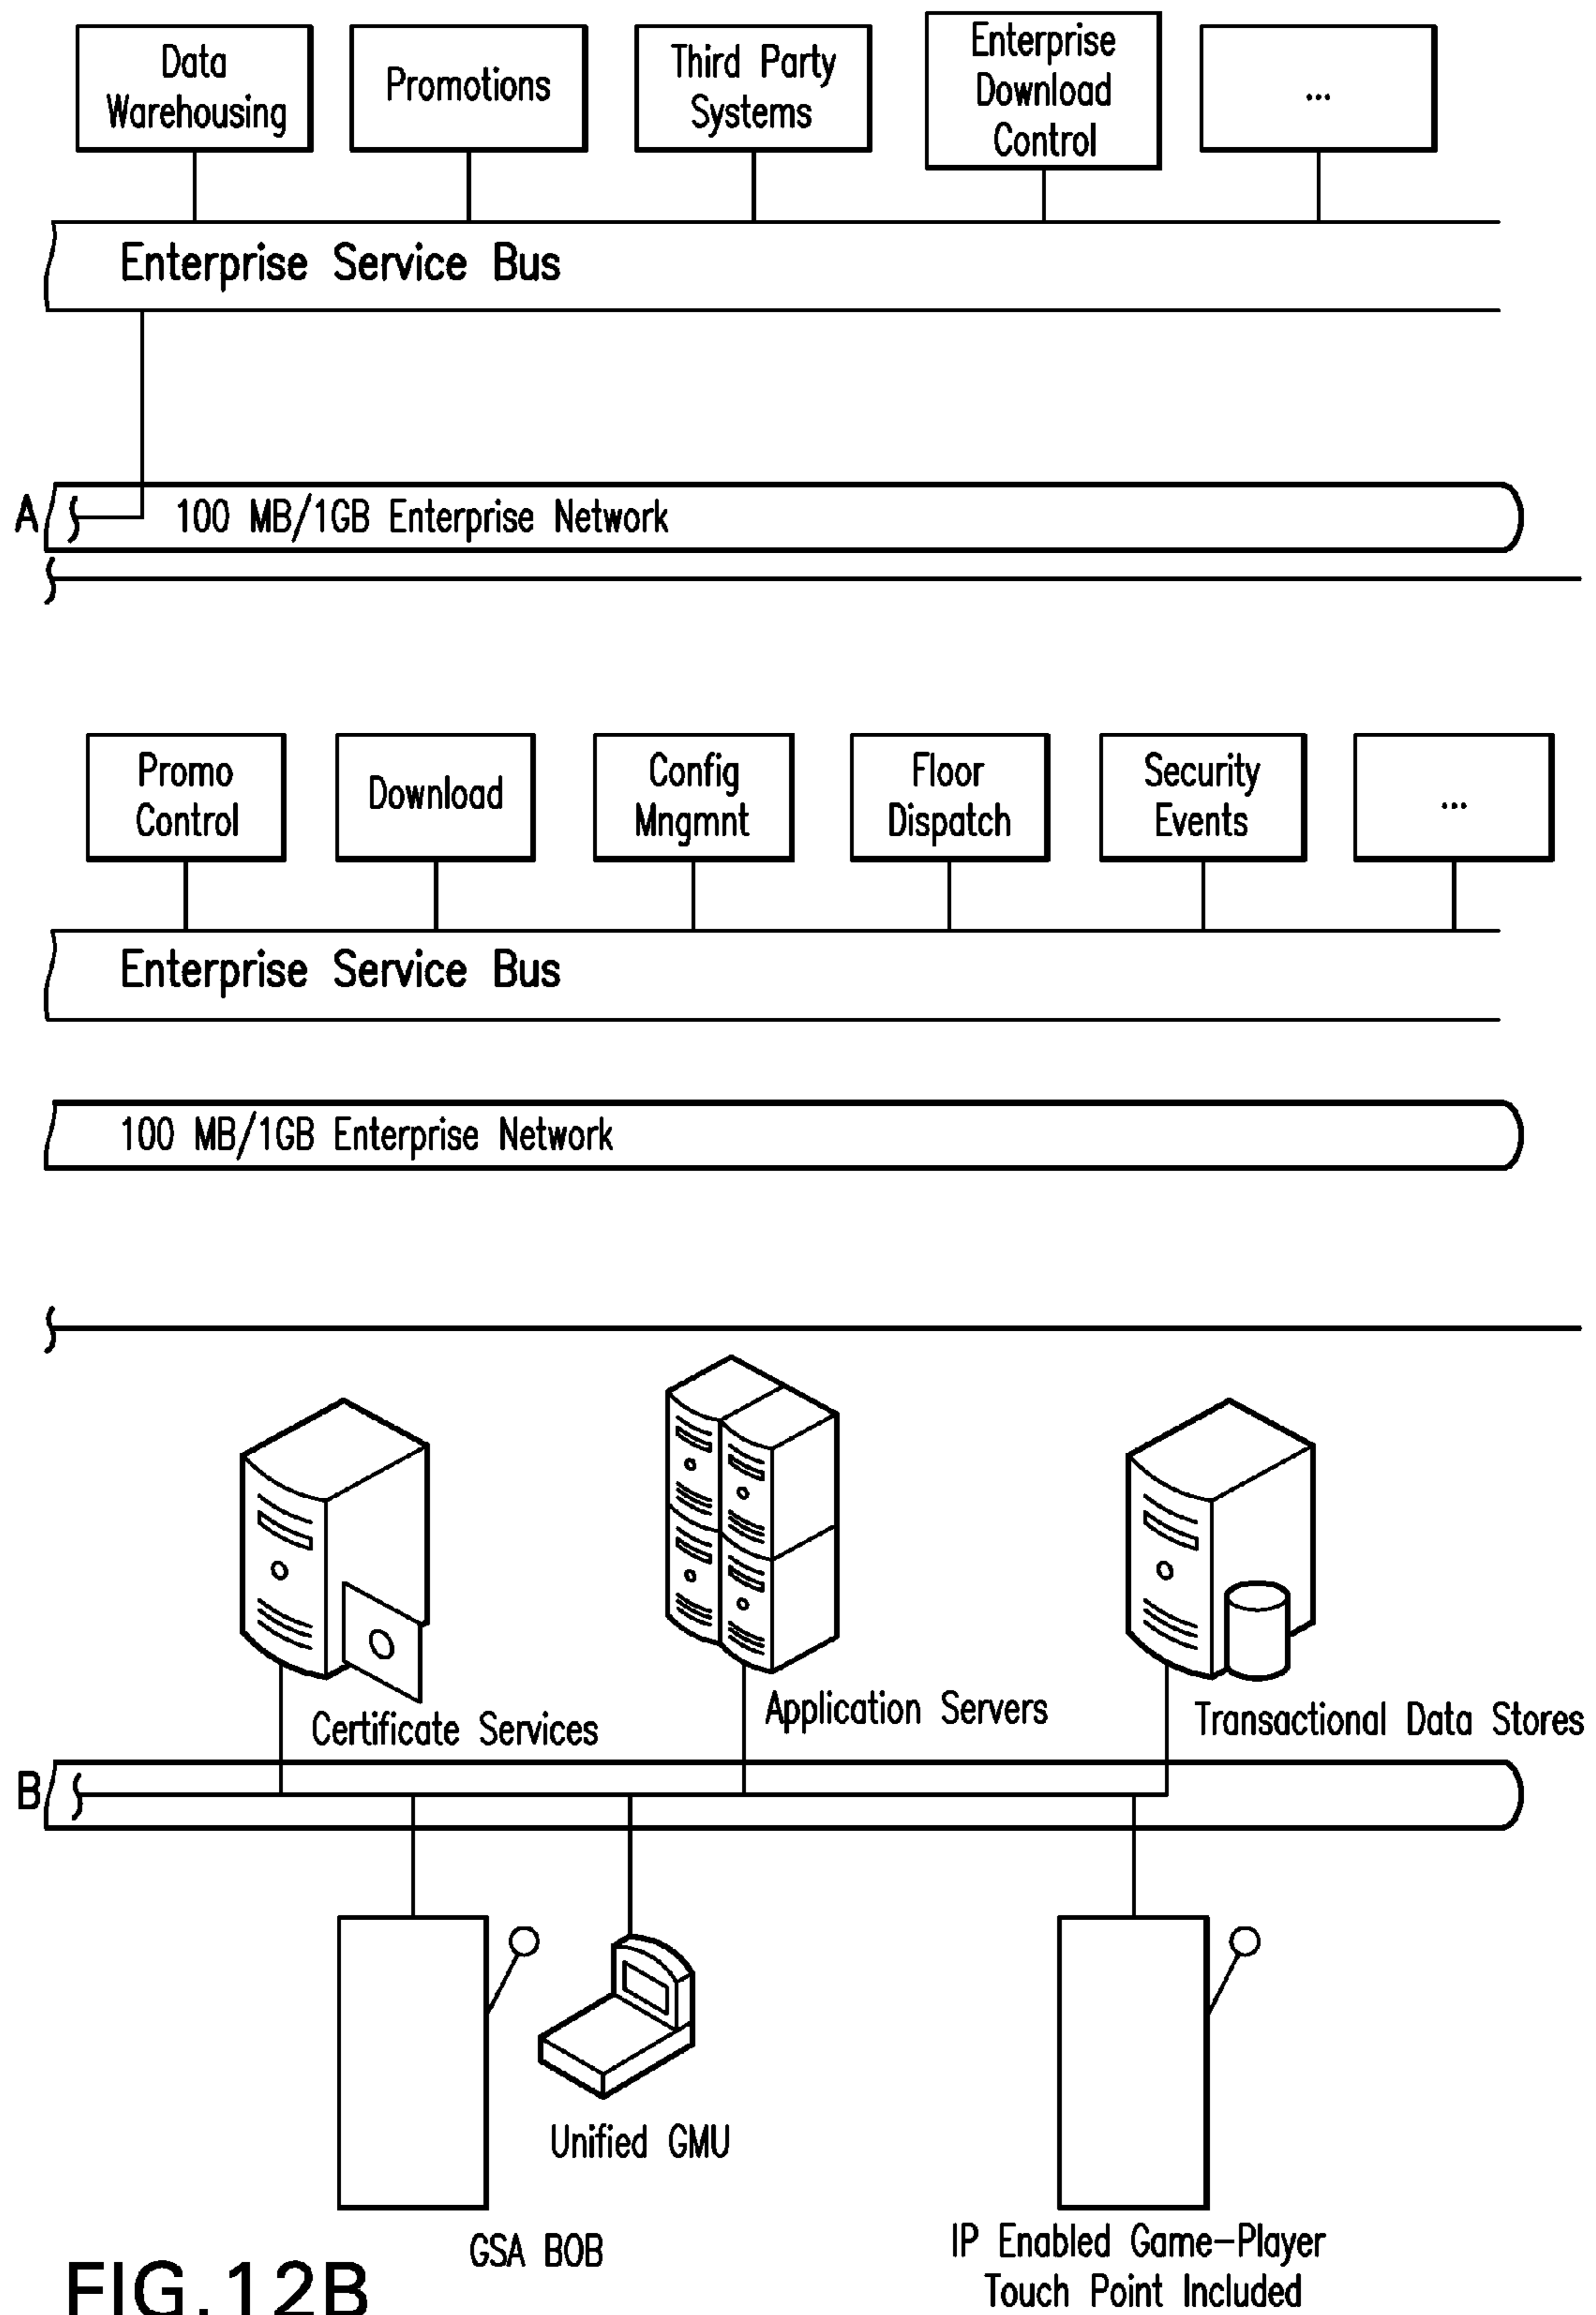 Data
Warehousing
Promotions
Third Party
Systems
Enterprise
Download
Control
...
Enterprise Service Bus
A
100 MB/1GB Enterprise Network
Promo
Control
Download
Config
Mngmnt
Floor
Dispatch
Security
Events
...
Enterprise Service Bus
100 MB/1GB Enterprise Network
Certificate Services
Application Servers
Transactional Data Stores
B
Unified GMU
GSA BOB
IP Enabled Game-Player
Touch Point Included
FIG.12B